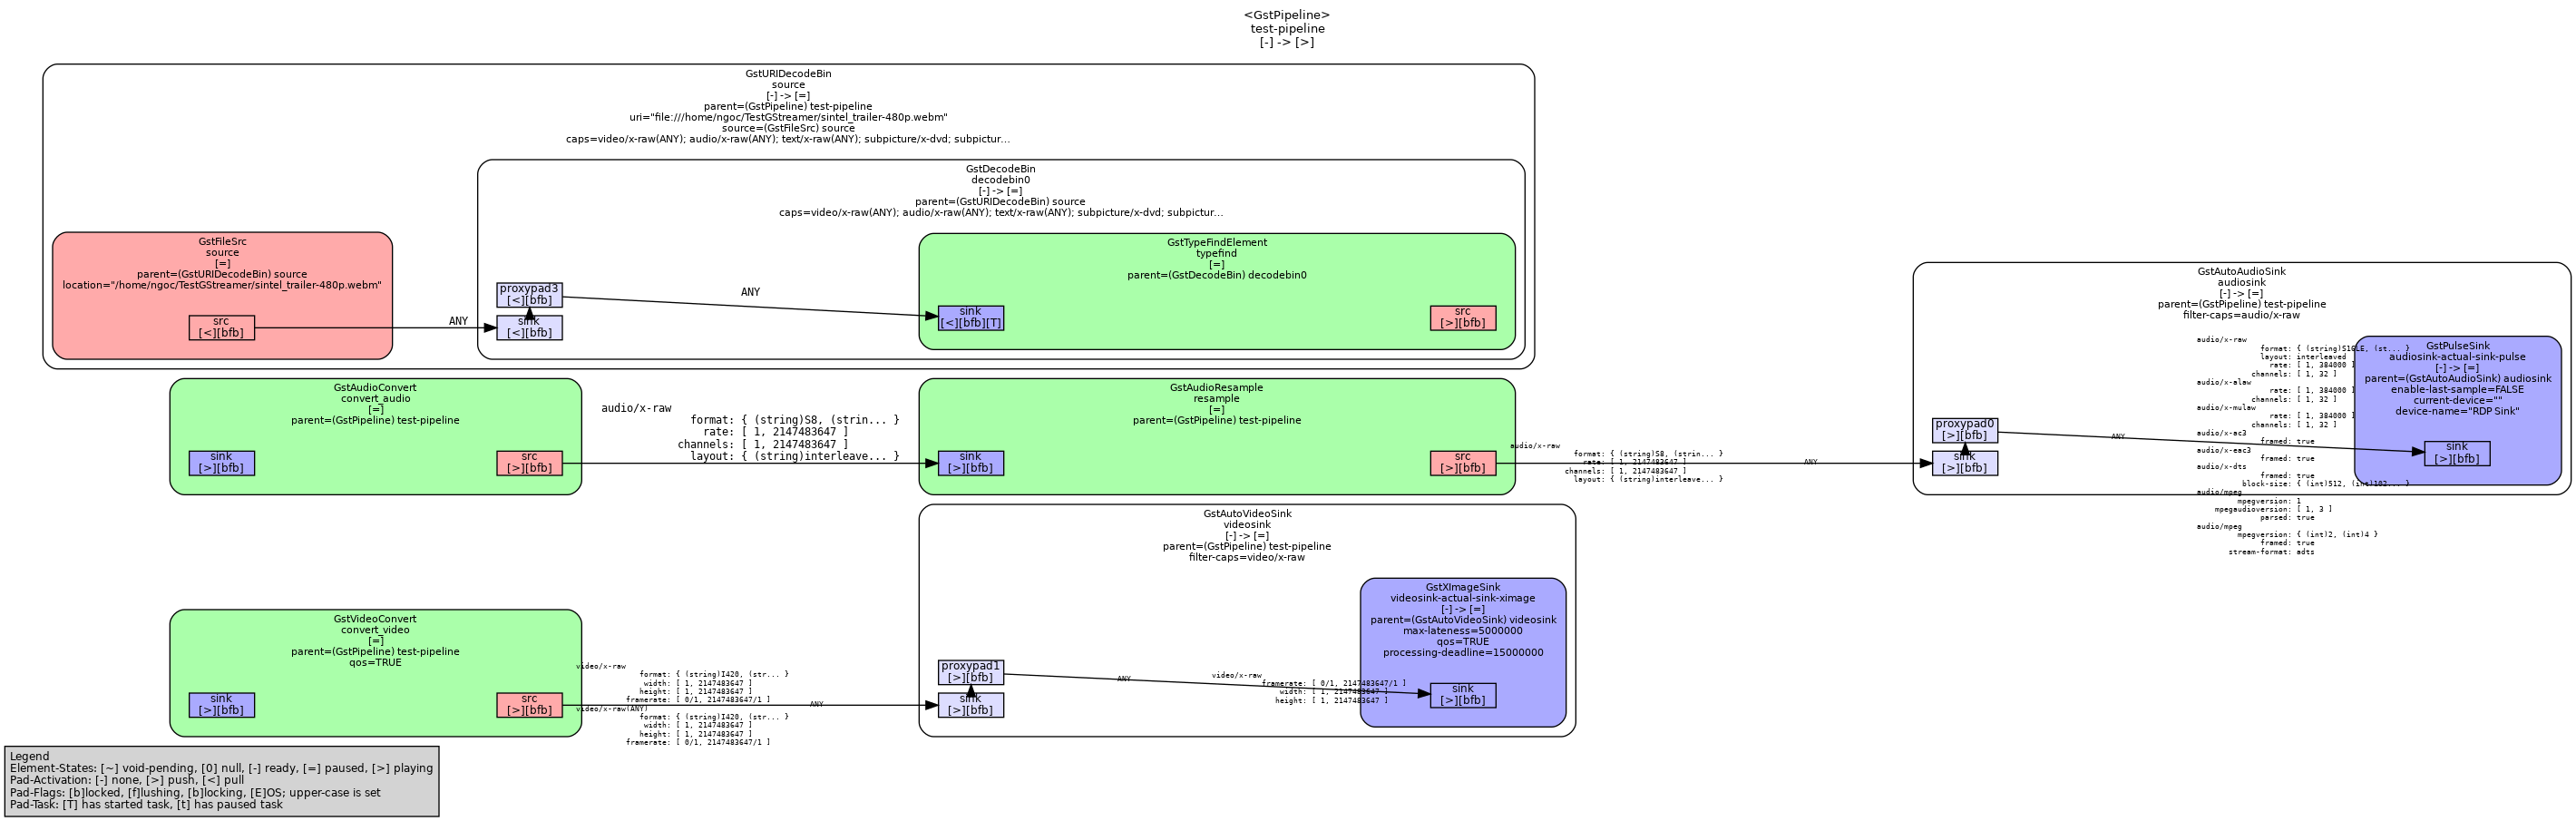 <GstPipeline>
test-pipeline
[-] -> [>]
GstURIDecodeBin
source
[-] -> [=]
parent=(GstPipeline) test-pipeline
uri="file:///home/ngoc/TestGStreamer/sintel_trailer-480p.webm"
source=(GstFileSrc) source
caps=video/x-raw(ANY); audio/x-raw(ANY); text/x-raw(ANY); subpicture/x-dvd; subpictur...
GstDecodeBin
decodebin0
[-] -> [=]
parent=(GstURIDecodeBin) source
caps=video/x-raw(ANY); audio/x-raw(ANY); text/x-raw(ANY); subpicture/x-dvd; subpictur...
GstFileSrc
source
[=]
parent=(GstURIDecodeBin) source
location="/home/ngoc/TestGStreamer/sintel_trailer-480p.webm"
src
[<][bfb]
ANY
proxypad3
[<][bfb]
sink
[<][bfb]
ANY
GstTypeFindElement
typefind
[=]
parent=(GstDecodeBin) decodebin0
sink
[<][bfb][T]
src
[>][bfb]
GstAudioConvert
convert_audio
[=]
parent=(GstPipeline) test-pipeline
sink
[>][bfb]
src
[>][bfb]
audio/x-raw
format: { (string)S8, (strin... }
rate: [ 1, 2147483647 ]
channels: [ 1, 2147483647 ]
layout: { (string)interleave... }
GstAudioResample
resample
[=]
parent=(GstPipeline) test-pipeline
sink
[>][bfb]
src
[>][bfb]
audio/x-raw
format: { (string)S8, (strin... }
rate: [ 1, 2147483647 ]
channels: [ 1, 2147483647 ]
layout: { (string)interleave... }
ANY
GstAutoAudioSink
audiosink
[-] -> [=]
parent=(GstPipeline) test-pipeline
filter-caps=audio/x-raw
proxypad0
[>][bfb]
sink
[>][bfb]
ANY
audio/x-raw
format: { (string)S16LE, (st... }
layout: interleaved
rate: [ 1, 384000 ]
channels: [ 1, 32 ]
audio/x-alaw
rate: [ 1, 384000 ]
channels: [ 1, 32 ]
audio/x-mulaw
rate: [ 1, 384000 ]
channels: [ 1, 32 ]
audio/x-ac3
framed: true
audio/x-eac3
framed: true
audio/x-dts
framed: true
block-size: { (int)512, (int)102... }
audio/mpeg
mpegversion: 1
mpegaudioversion: [ 1, 3 ]
parsed: true
audio/mpeg
mpegversion: { (int)2, (int)4 }
framed: true
stream-format: adts
GstPulseSink
audiosink-actual-sink-pulse
[-] -> [=]
parent=(GstAutoAudioSink) audiosink
enable-last-sample=FALSE
current-device=""
device-name="RDP Sink"
sink
[>][bfb]
GstVideoConvert
convert_video
[=]
parent=(GstPipeline) test-pipeline
qos=TRUE
sink
[>][bfb]
src
[>][bfb]
video/x-raw
format: { (string)I420, (str... }
width: [ 1, 2147483647 ]
height: [ 1, 2147483647 ]
framerate: [ 0/1, 2147483647/1 ]
video/x-raw(ANY)
format: { (string)I420, (str... }
width: [ 1, 2147483647 ]
height: [ 1, 2147483647 ]
framerate: [ 0/1, 2147483647/1 ]
ANY
GstAutoVideoSink
videosink
[-] -> [=]
parent=(GstPipeline) test-pipeline
filter-caps=video/x-raw
proxypad1
[>][bfb]
sink
[>][bfb]
ANY
video/x-raw
framerate: [ 0/1, 2147483647/1 ]
width: [ 1, 2147483647 ]
height: [ 1, 2147483647 ]
GstXImageSink
videosink-actual-sink-ximage
[-] -> [=]
parent=(GstAutoVideoSink) videosink
max-lateness=5000000
qos=TRUE
processing-deadline=15000000
sink
[>][bfb]
Legend
Element-States: [~] void-pending, [0] null, [-] ready, [=] paused, [>] playing
Pad-Activation: [-] none, [>] push, [<] pull
Pad-Flags: [b]locked, [f]lushing, [b]locking, [E]OS; upper-case is set
Pad-Task: [T] has started task, [t] has paused task